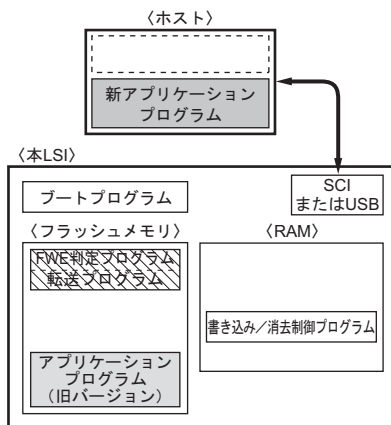 〈ホスト〉
新アプリケーション
プログラム
〈本LSI〉
ブートプログラム
SCI
またはUSB
〈フラッシュメモリ〉
FWE判定プログラム
転送プログラム
アプリケーション
プログラム
（旧バージョン）
〈RAM〉
書き込み／消去制御プログラム